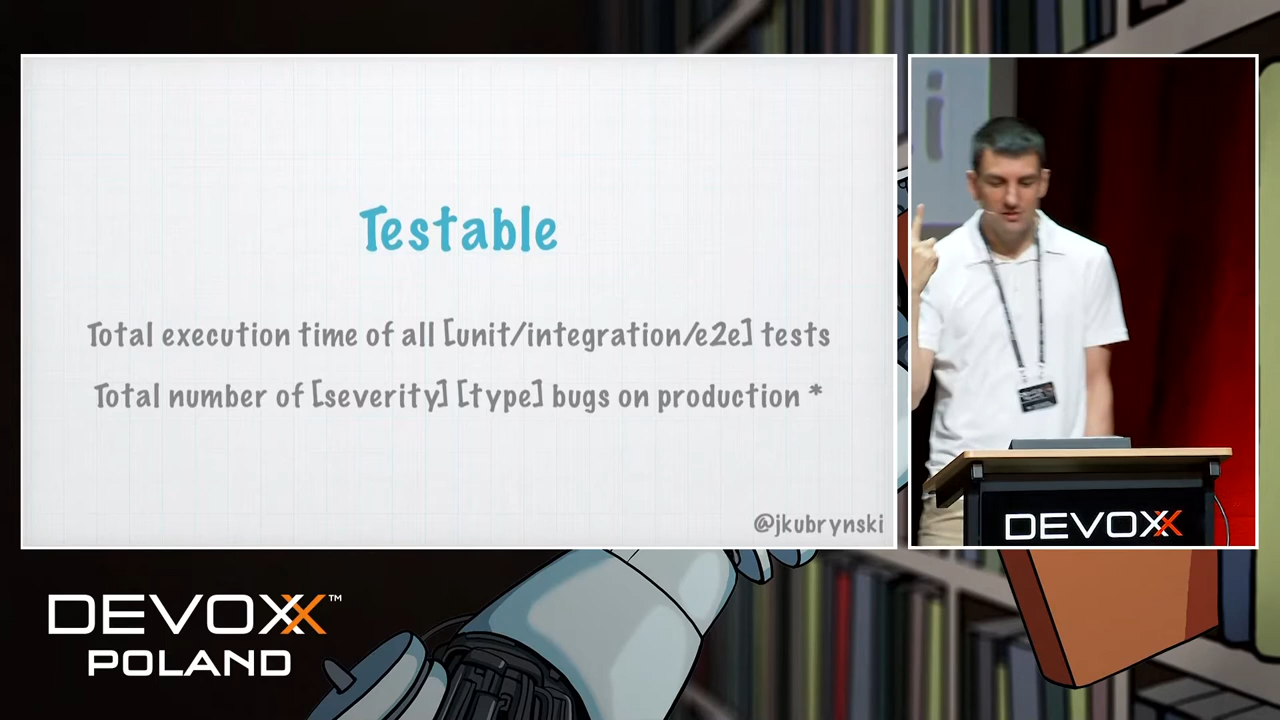 Testable
Total execution time of all [unit/integration/e2e] tests
Total number of [severity] [type] bugs on production *
@jkubrynski
DEVOXX
DEVOXX™
POLAND